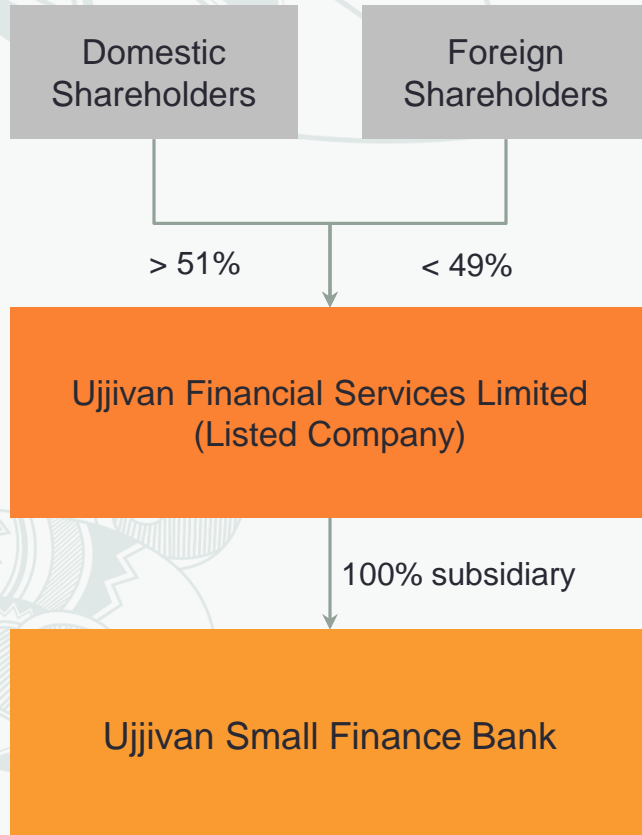 Domestic
Shareholders
Foreign
Shareholders
> 51%
< 49%
Ujjivan Financial Services Limited
(Listed Company)
100% subsidiary
Ujjivan Small Finance Bank